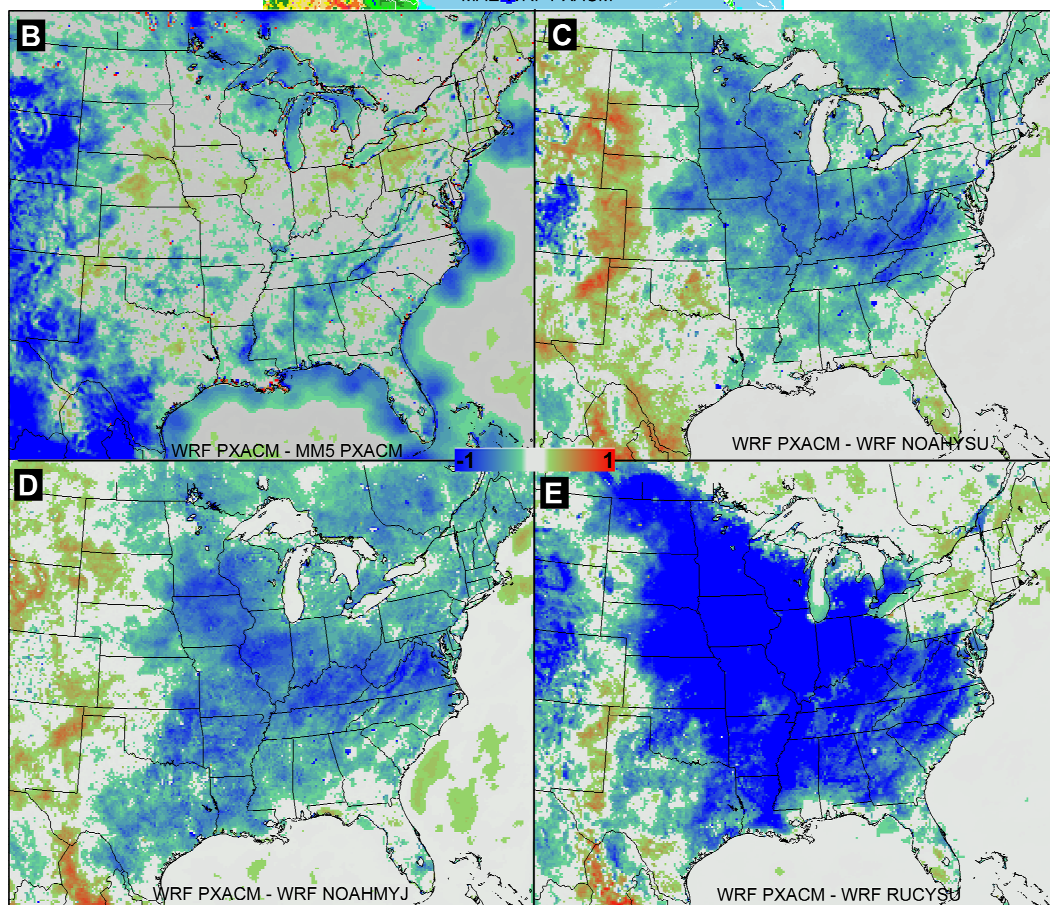 B
C
WRF PXACM - MM5 PXACM
WRF PXACM - WRF NOAHYSU
-1
1
D
E
WRF PXACM - WRF NOAHMYJ
WRF PXACM - WRF RUCYSU